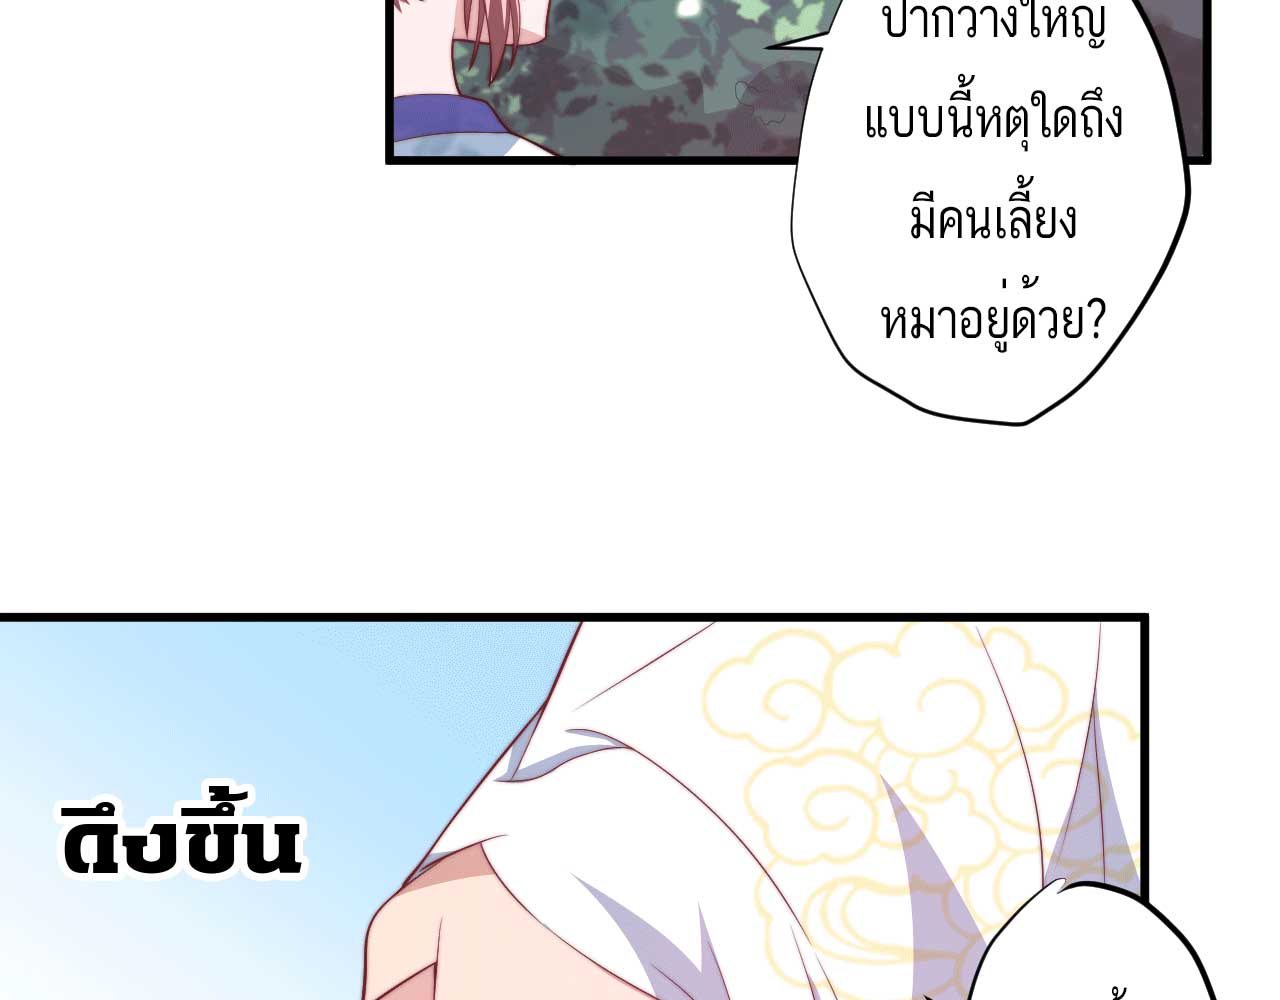 ป่ากว้างใหญ่
แบบนี้หตุใดถึง
มีคนเลี้ยง
หมาอยู่ด้วย?
ดึงขึ้น